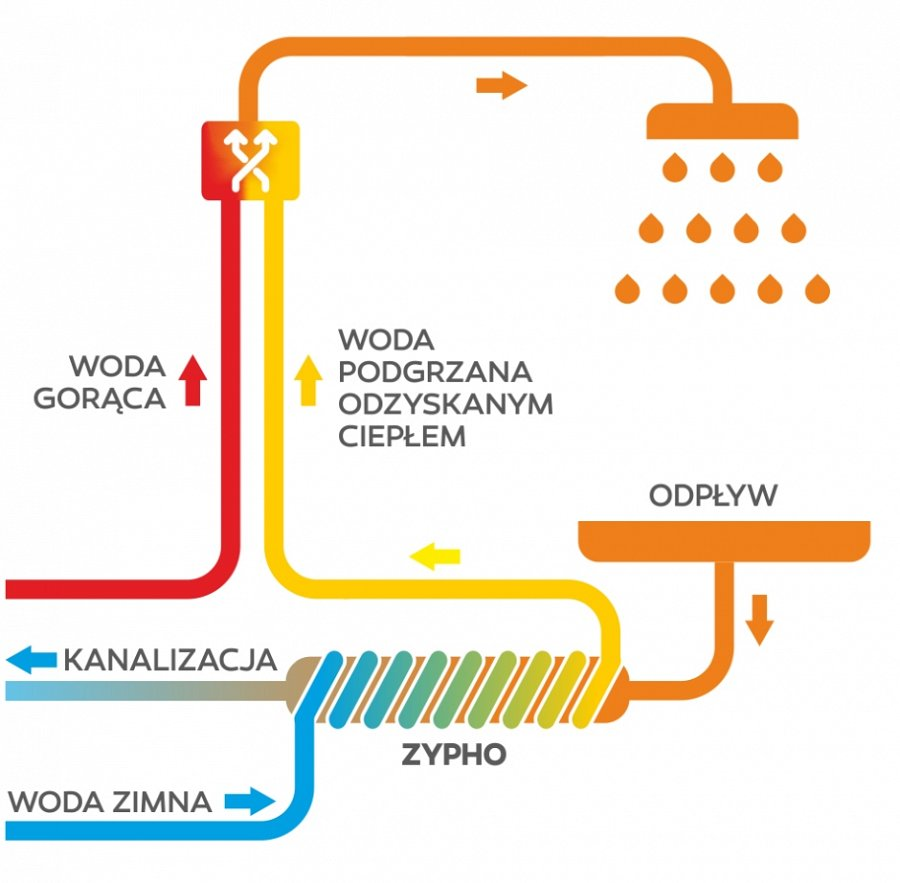 WODA
GORĄCA
WODA
PODGRZANA
ODZYSKANYM
CIEPŁEM
ODPŁYW
KANALIZACJA
ZYPHO
WODA ZIMNA